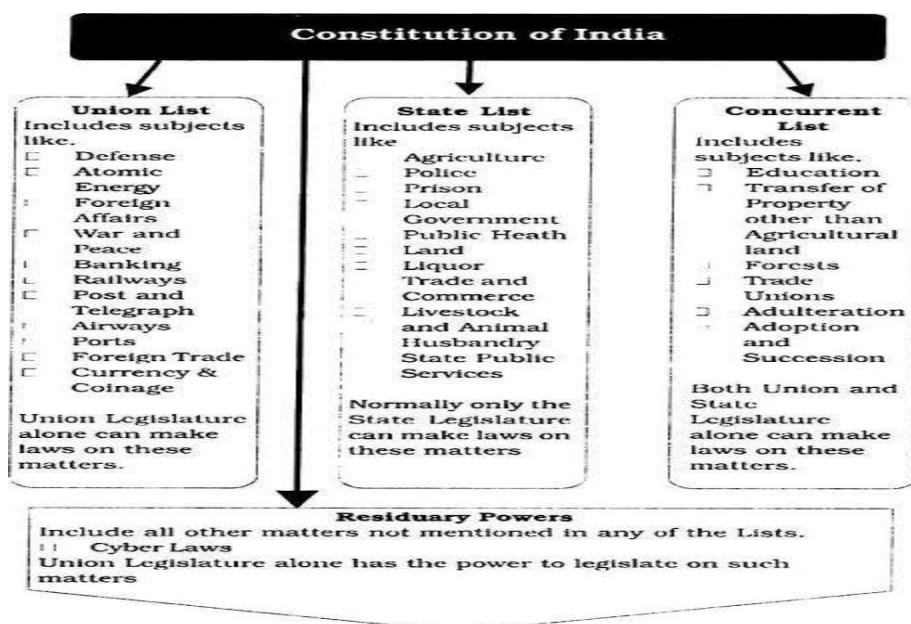 Constitution of India
Union List
Includes subjects
like.
Defense
Atomic
Energy
Foreign
Affairs
War and
Peace
Banking
Railways
Post and
Telegraph
Airways
Ports
Foreign Trade
Currency &
Coinage
Union Legislature
alone can make
laws on these
matters.
State List
Includes subjects
like
Agriculture
Police
Prison
Local
Government
Public Heath
Land
Liquor
Trade and
Commerce
Livestock
and Animal
Husbandry
State Public
Services
Normally only the
State Legislature
can make laws on
these matters
Concurrent
List
Includes
subjects like.
Education
Transfer of
Property
other than
Agricultural
land
Forests
Trade
Unions
Adulteration
Adoption
and
Succession
Both Union and
State
Legislature
alone can make
laws on these
matters.
Residuary Powers
Include all other matters not mentioned in any of the Lists.
Cyber Laws
Union Legislature alone has the power to legislate on such
matters